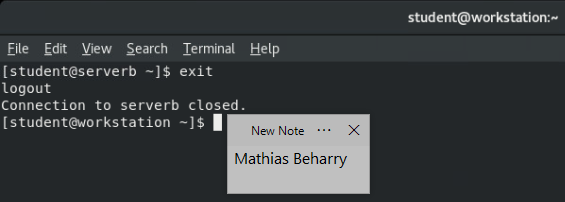 student@workstation:~
File Edit View Search Terminal Help
[student@serverb ~]$ exit
logout
Connection to serverb closed.
[student@workstation ~]$
New Note ··· ×
Mathias Beharry